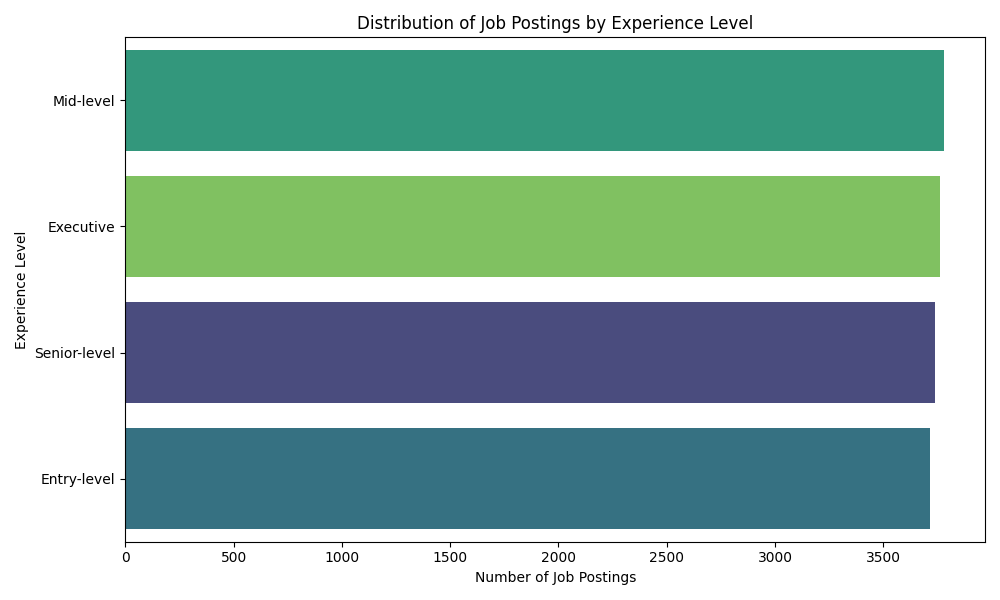 Distribution of Job Postings by Experience Level
Experience Level
Mid-level
Executive
Senior-level
Entry-level
0 500 1000 1500 2000 2500 3000 3500
Number of Job Postings